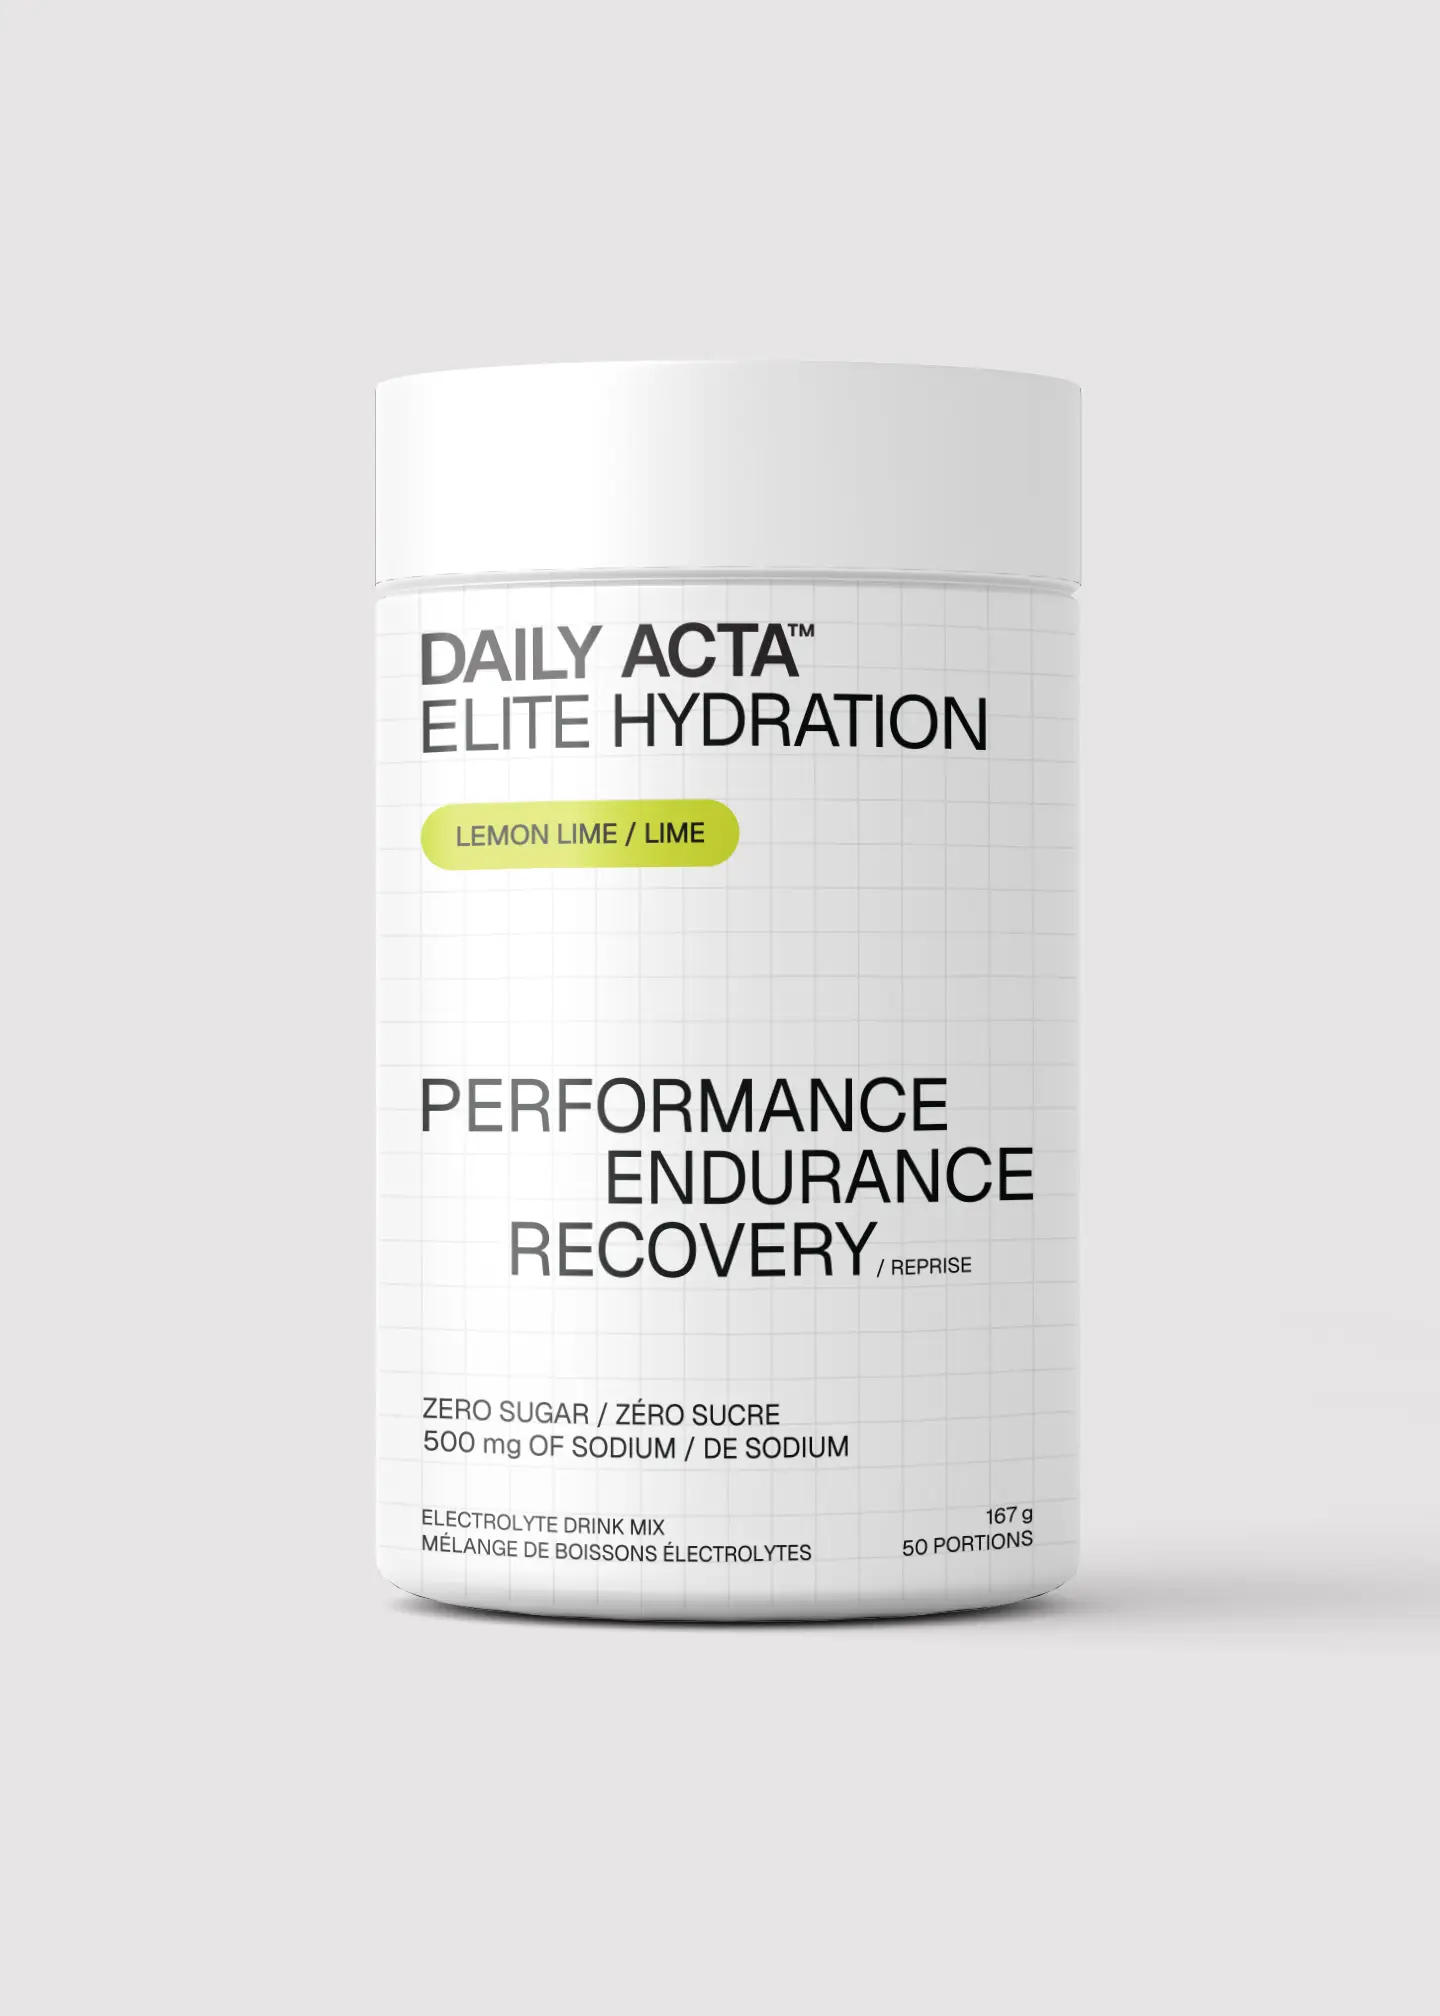 DAILY ACTA™
ELITE HYDRATION
LEMON LIME / LIME
PERFORMANCE
ENDURANCE
RECOVERY / REPRISE
ZERO SUGAR / ZÉRO SUCRE
500 mg OF SODIUM / DE SODIUM
ELECTROLYTE DRINK MIX
MÉLANGE DE BOISSONS ÉLECTROLYTES
167 g
50 PORTIONS